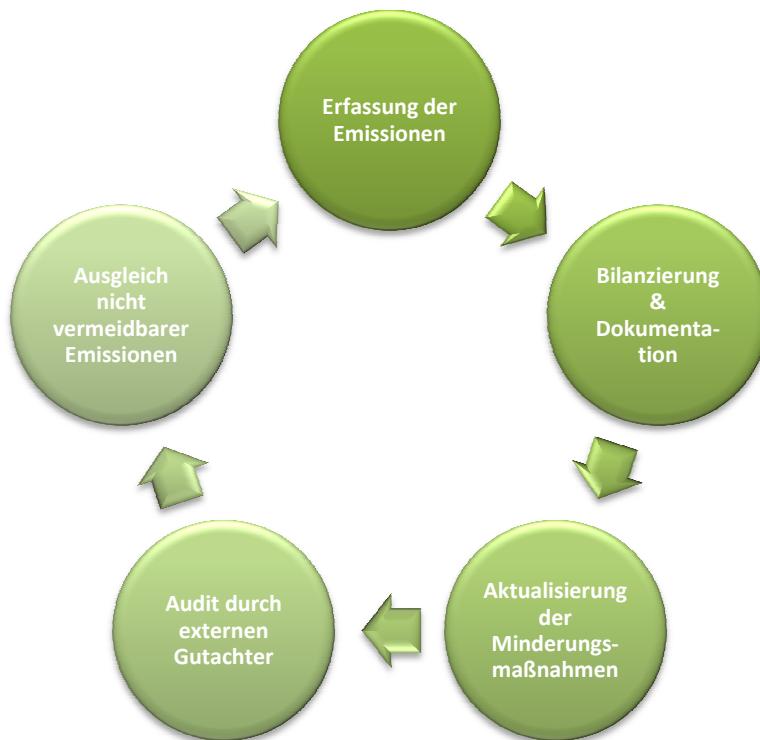 Erfassung der
Emissionen
Bilanzierung
&
Dokumenta-
tion
Aktualisierung
der
Minderungs-
maßnahmen
Audit durch
externen
Gutachter
Ausgleich
nicht
vermeidbarer
Emissionen